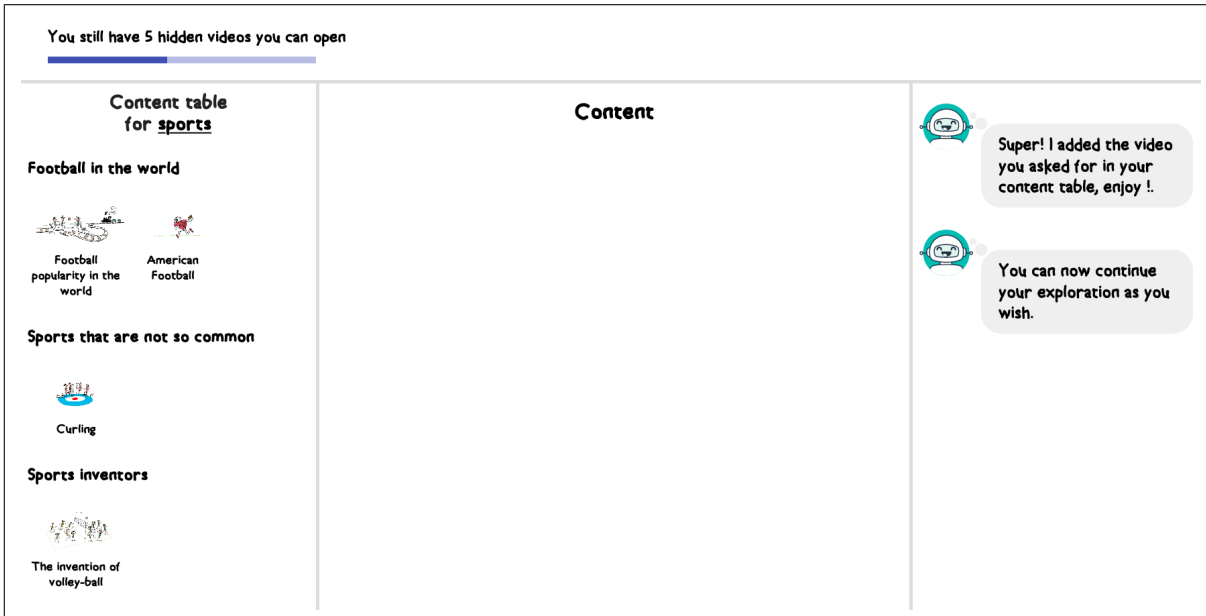 You still have 5 hidden videos you can open
Content table
for sports
Football in the world
Football
popularity in the
world
American
Football
Sports that are not so common
Curling
Sports inventors
The invention of
volley-ball
Content
Super! I added the video
you asked for in your
content table, enjoy !.
You can now continue
your exploration as you
wish.